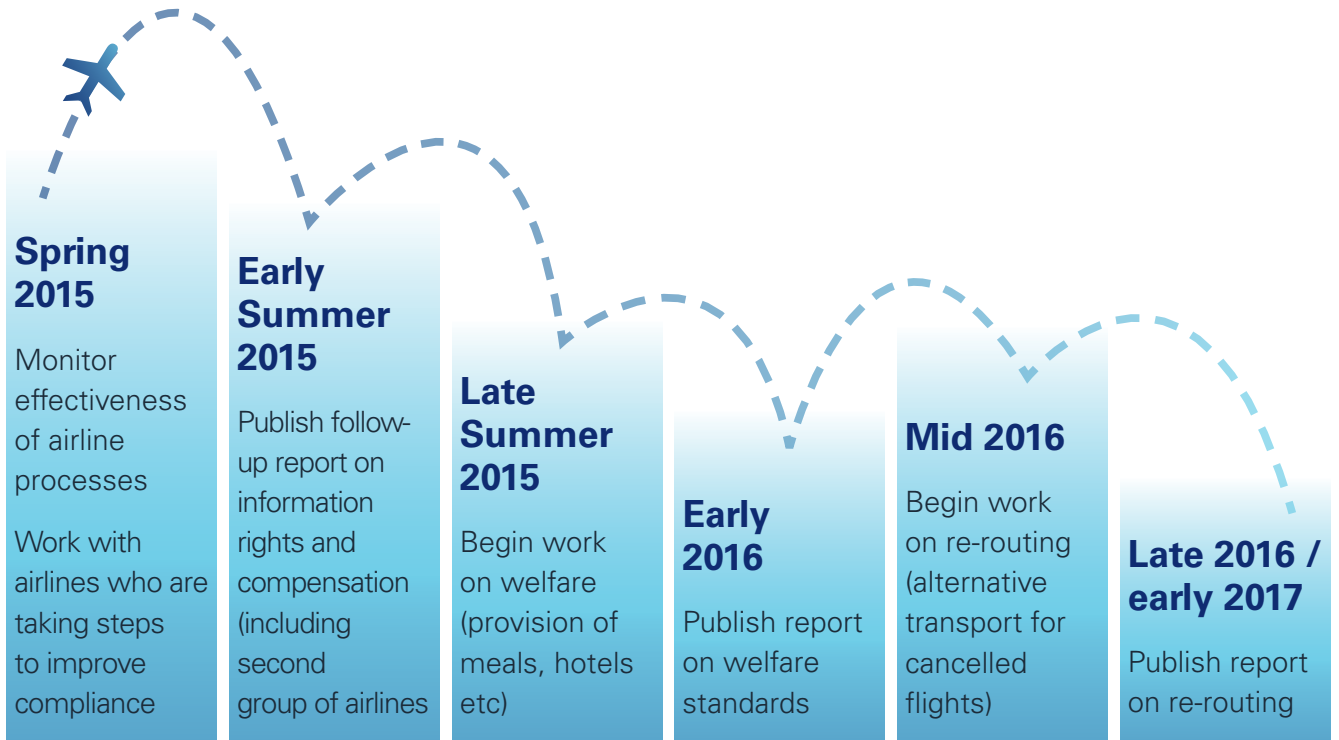 Spring
2015
Monitor
effectiveness
of airline
processes
Work with
airlines who are
taking steps
to improve
compliance
Early
Summer
2015
Publish follow-
up report on
information
rights and
compensation
(including
second
group of airlines
Late
Summer
2015
Begin work
on welfare
(provision of
meals, hotels
etc)
Early
2016
Publish report
on welfare
standards
Mid 2016
Begin work
on re-routing
(alternative
transport for
cancelled
flights)
Late 2016 /
early 2017
Publish report
on re-routing